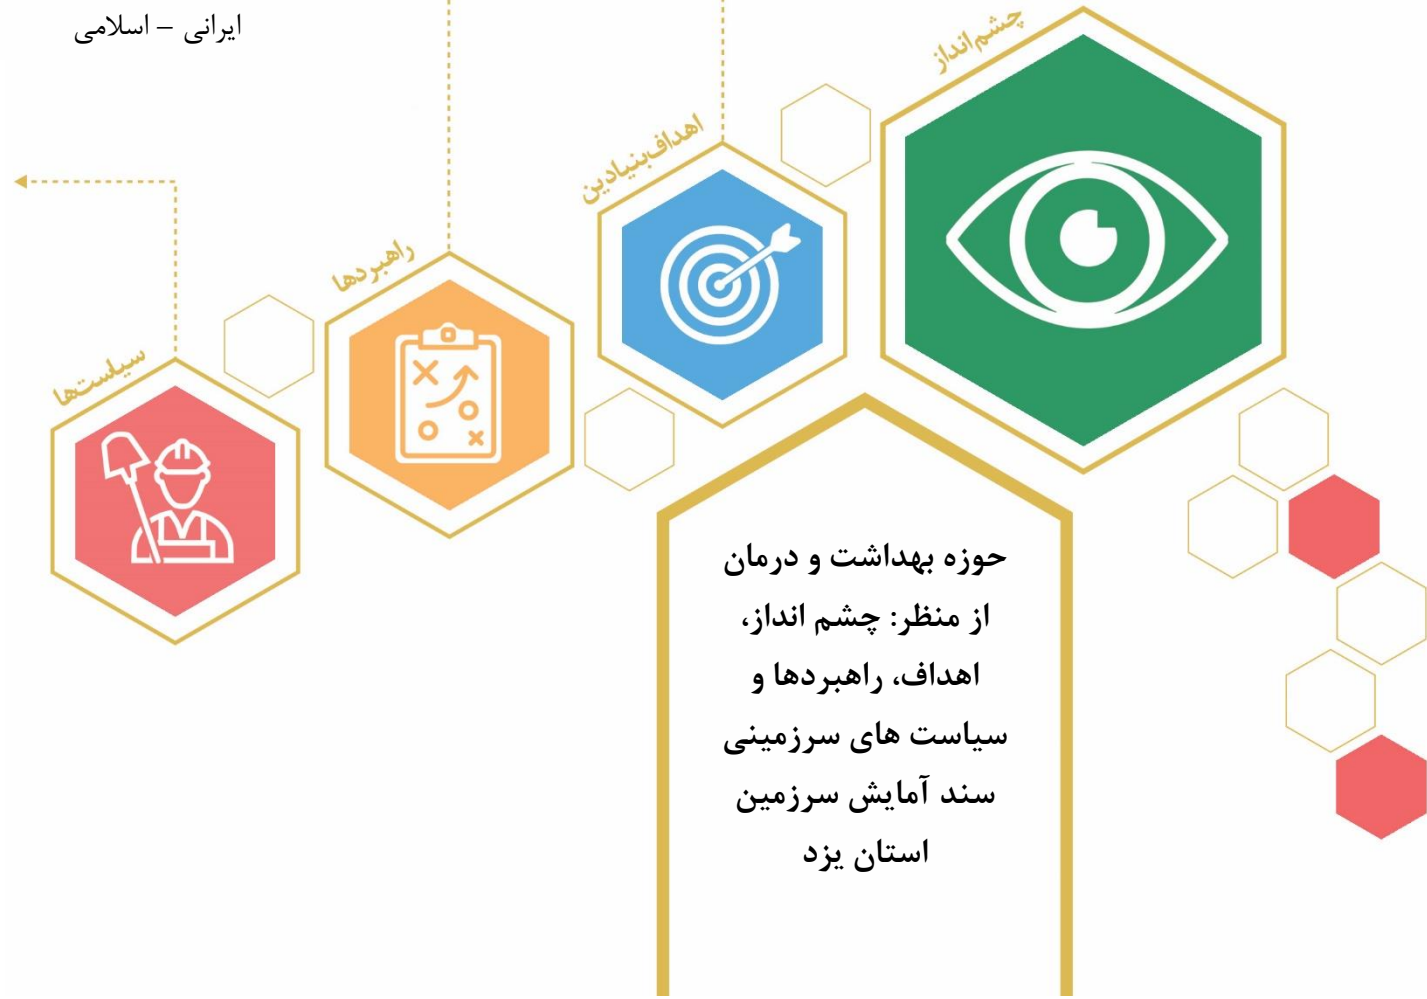 ایرانی – اسلامی
چشم‌انداز
اهداف‌بنیادین
راهبردها
سیاست‌ها
حوزه بهداشت و درمان
از منظر: چشم انداز،
اهداف، راهبردها و
سیاست های سرزمینی
سند آمایش سرزمین
استان یزد